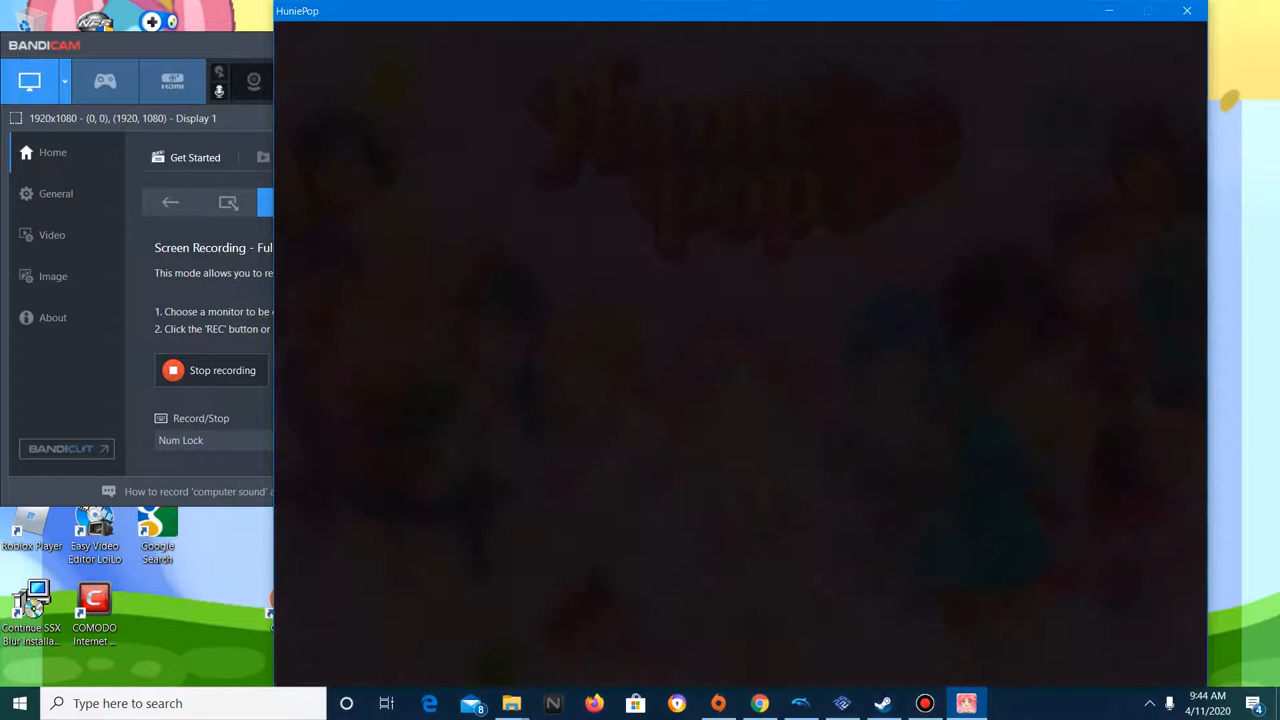 HuniePop
BANDICAM
HDMI
1920x1080 - (0, 0), (1920, 1080) - Display 1
Home
General
Video
Image
About
Get Started
Screen Recording - Ful
This mode allows you to re
1. Choose a monitor to be
2. Click the 'REC' button or
Stop recording
Record/Stop
Num Lock
BANDICUT
How to record 'computer sound' a
Roblox Player
Easy Video
Editor LoiLo
Google
Search
Continue SSX
Blur Installa...
COMODO
Internet ...
Type here to search
8
9:44 AM
4/11/2020
4